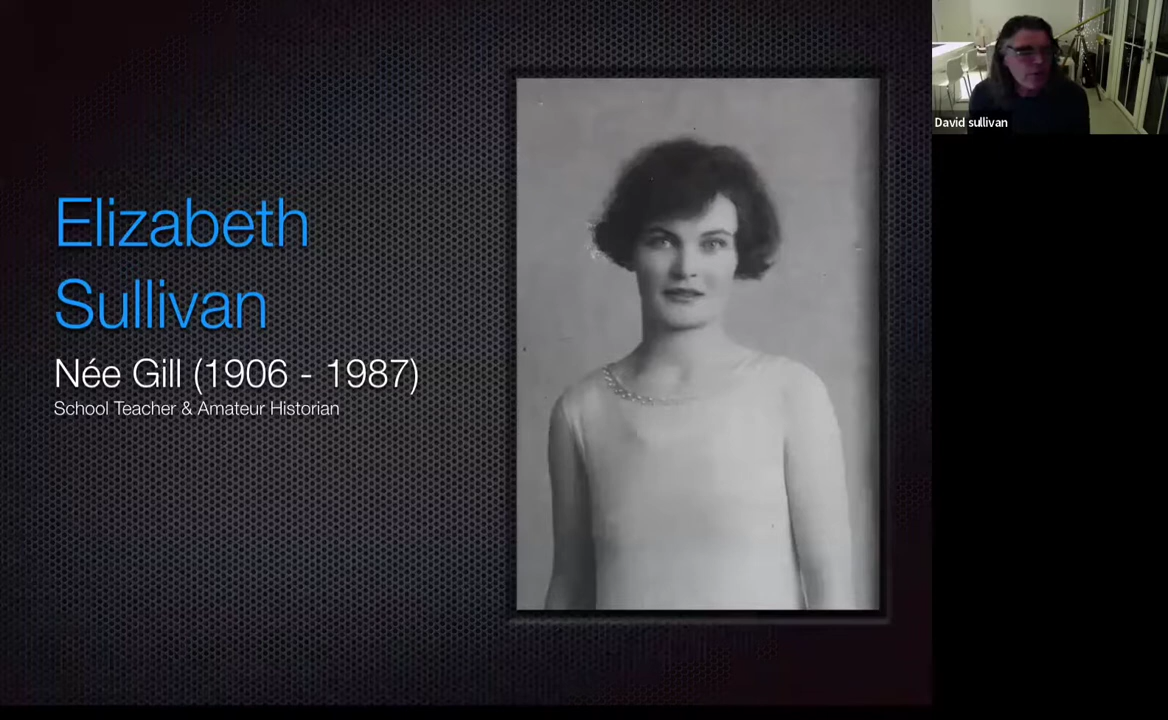 Elizabeth
Sullivan
Née Gill (1906 - 1987)
School Teacher & Amateur Historian
David sullivan